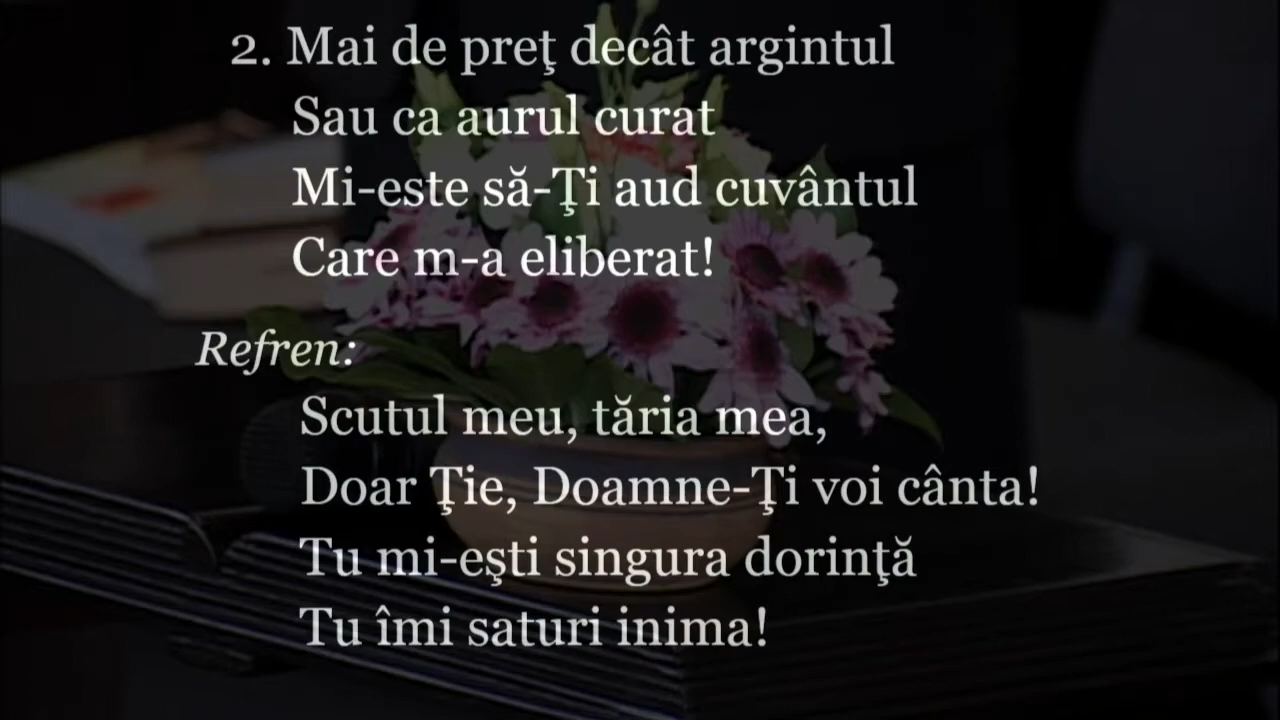 2. Mai de preţ decât argintul
Sau ca aurul curat
Mi-este să-Ţi aud cuvântul
Care m-a eliberat!
Refren:
Scutul meu, tăria mea,
Doar Ţie, Doamne-Ţi voi cânta!
Tu mi-eşti singura dorinţă
Tu îmi saturi inima!